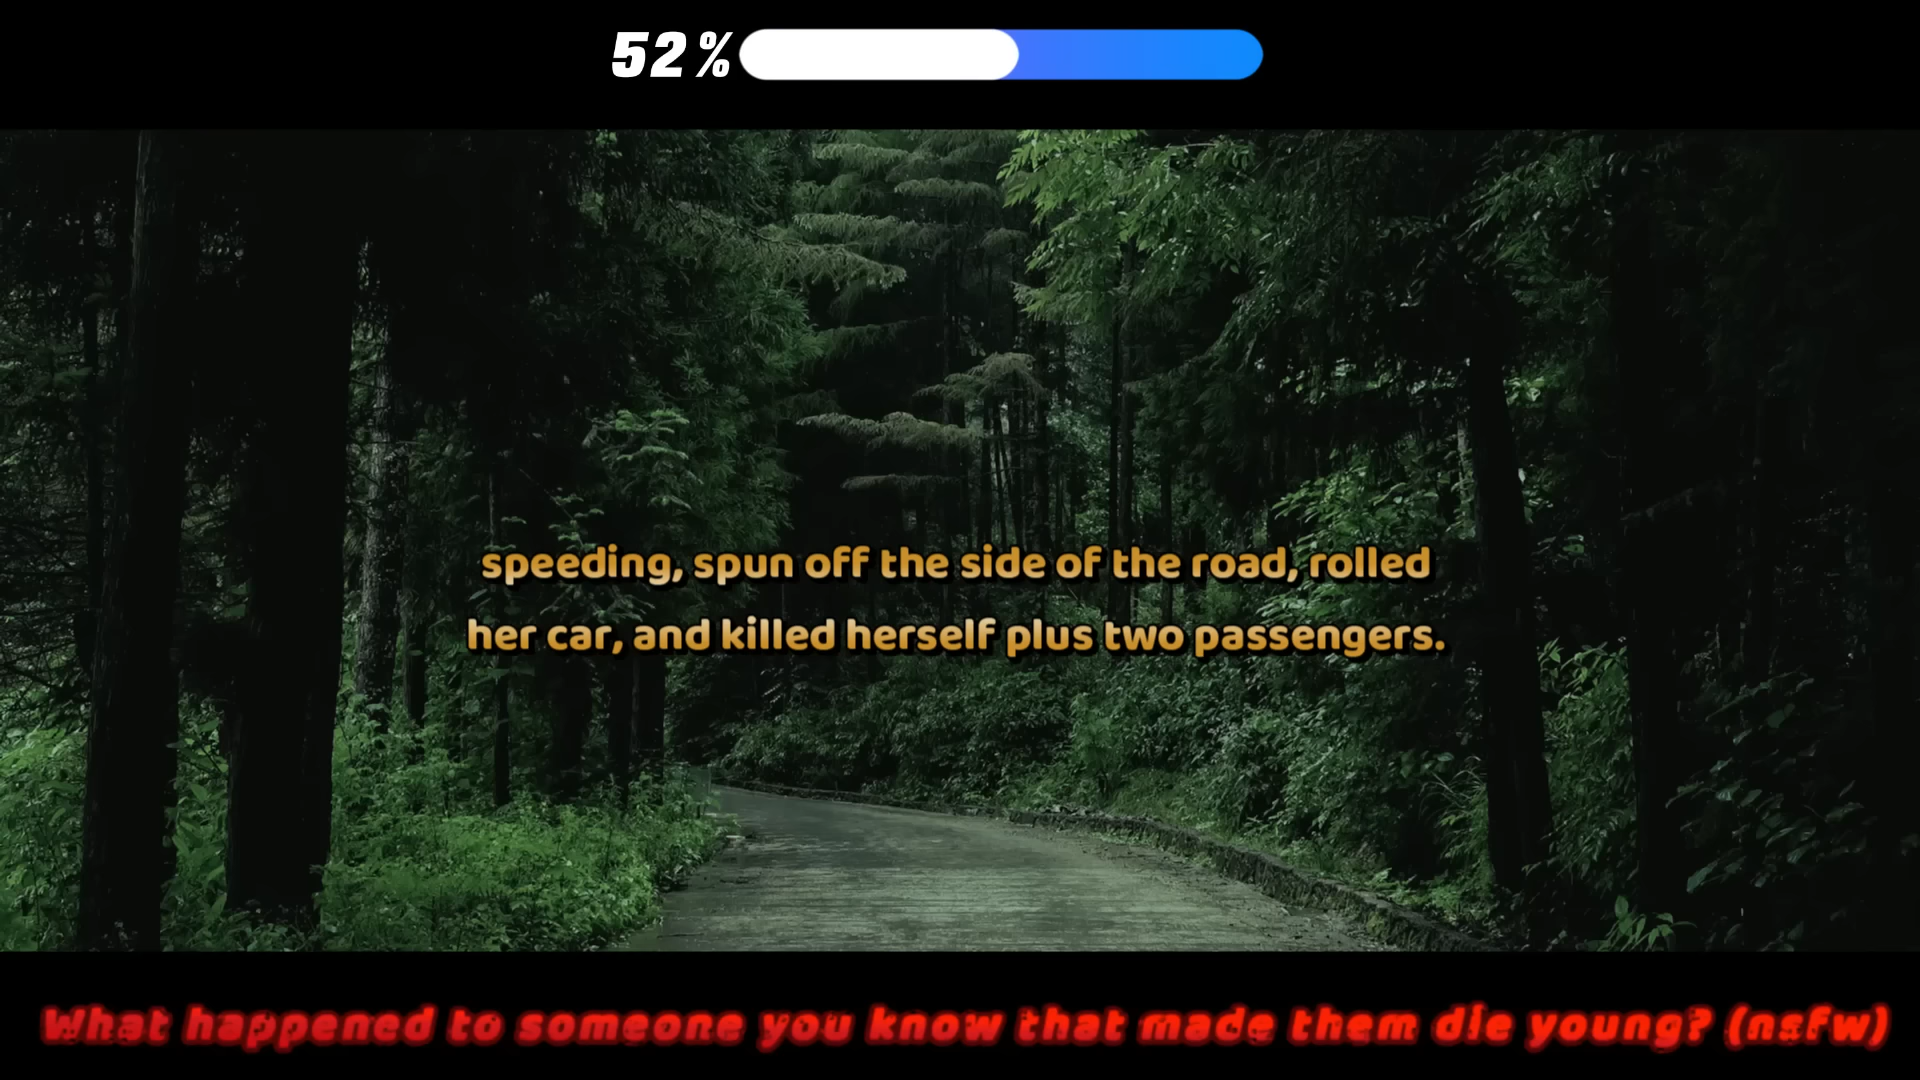 52%
speeding, spun off the side of the road, rolled
her car, and killed herself plus two passengers.
What happened to someone you know that made them die young? (nsfw)